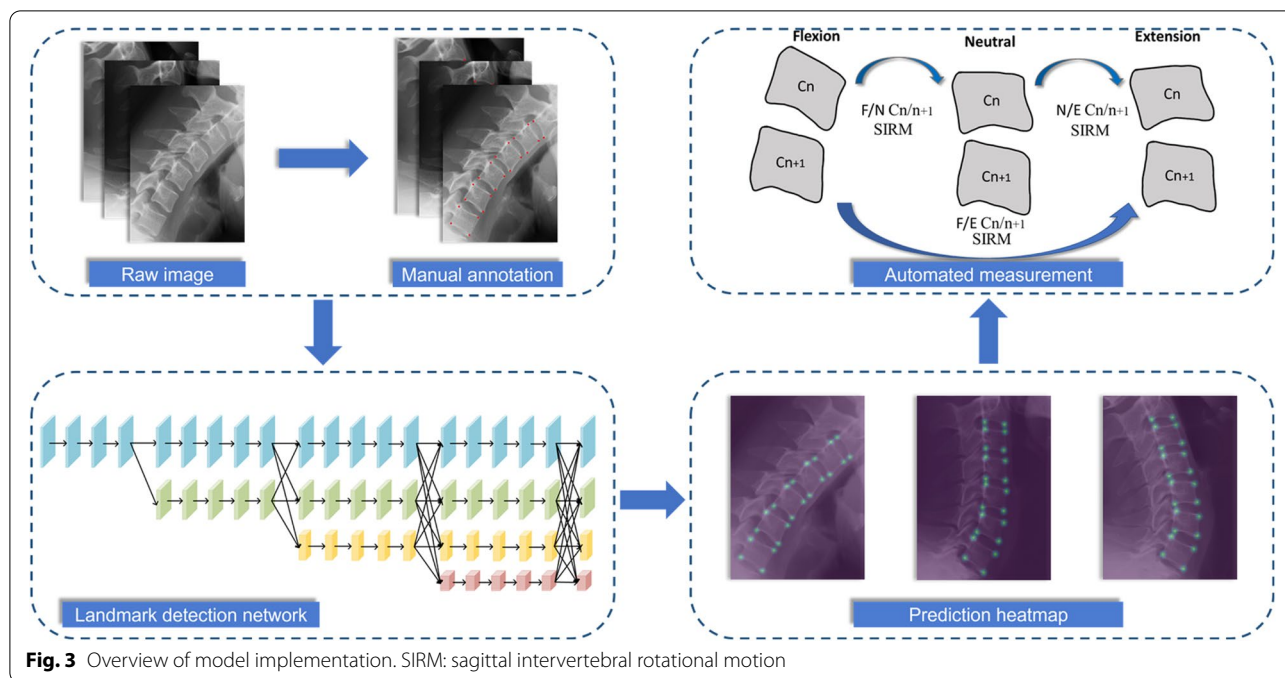 Raw image
Manual annotation
Flexion
Neutral
Extension
Cn
Cn
Cn
F/N Cn/n+1
SIRM
N/E Cn/n+1
SIRM
Cn+1
Cn+1
Cn+1
F/E Cn/n+1
SIRM
Automated measurement
Landmark detection network
Prediction heatmap
Fig. 3 Overview of model implementation. SIRM: sagittal intervertebral rotational motion